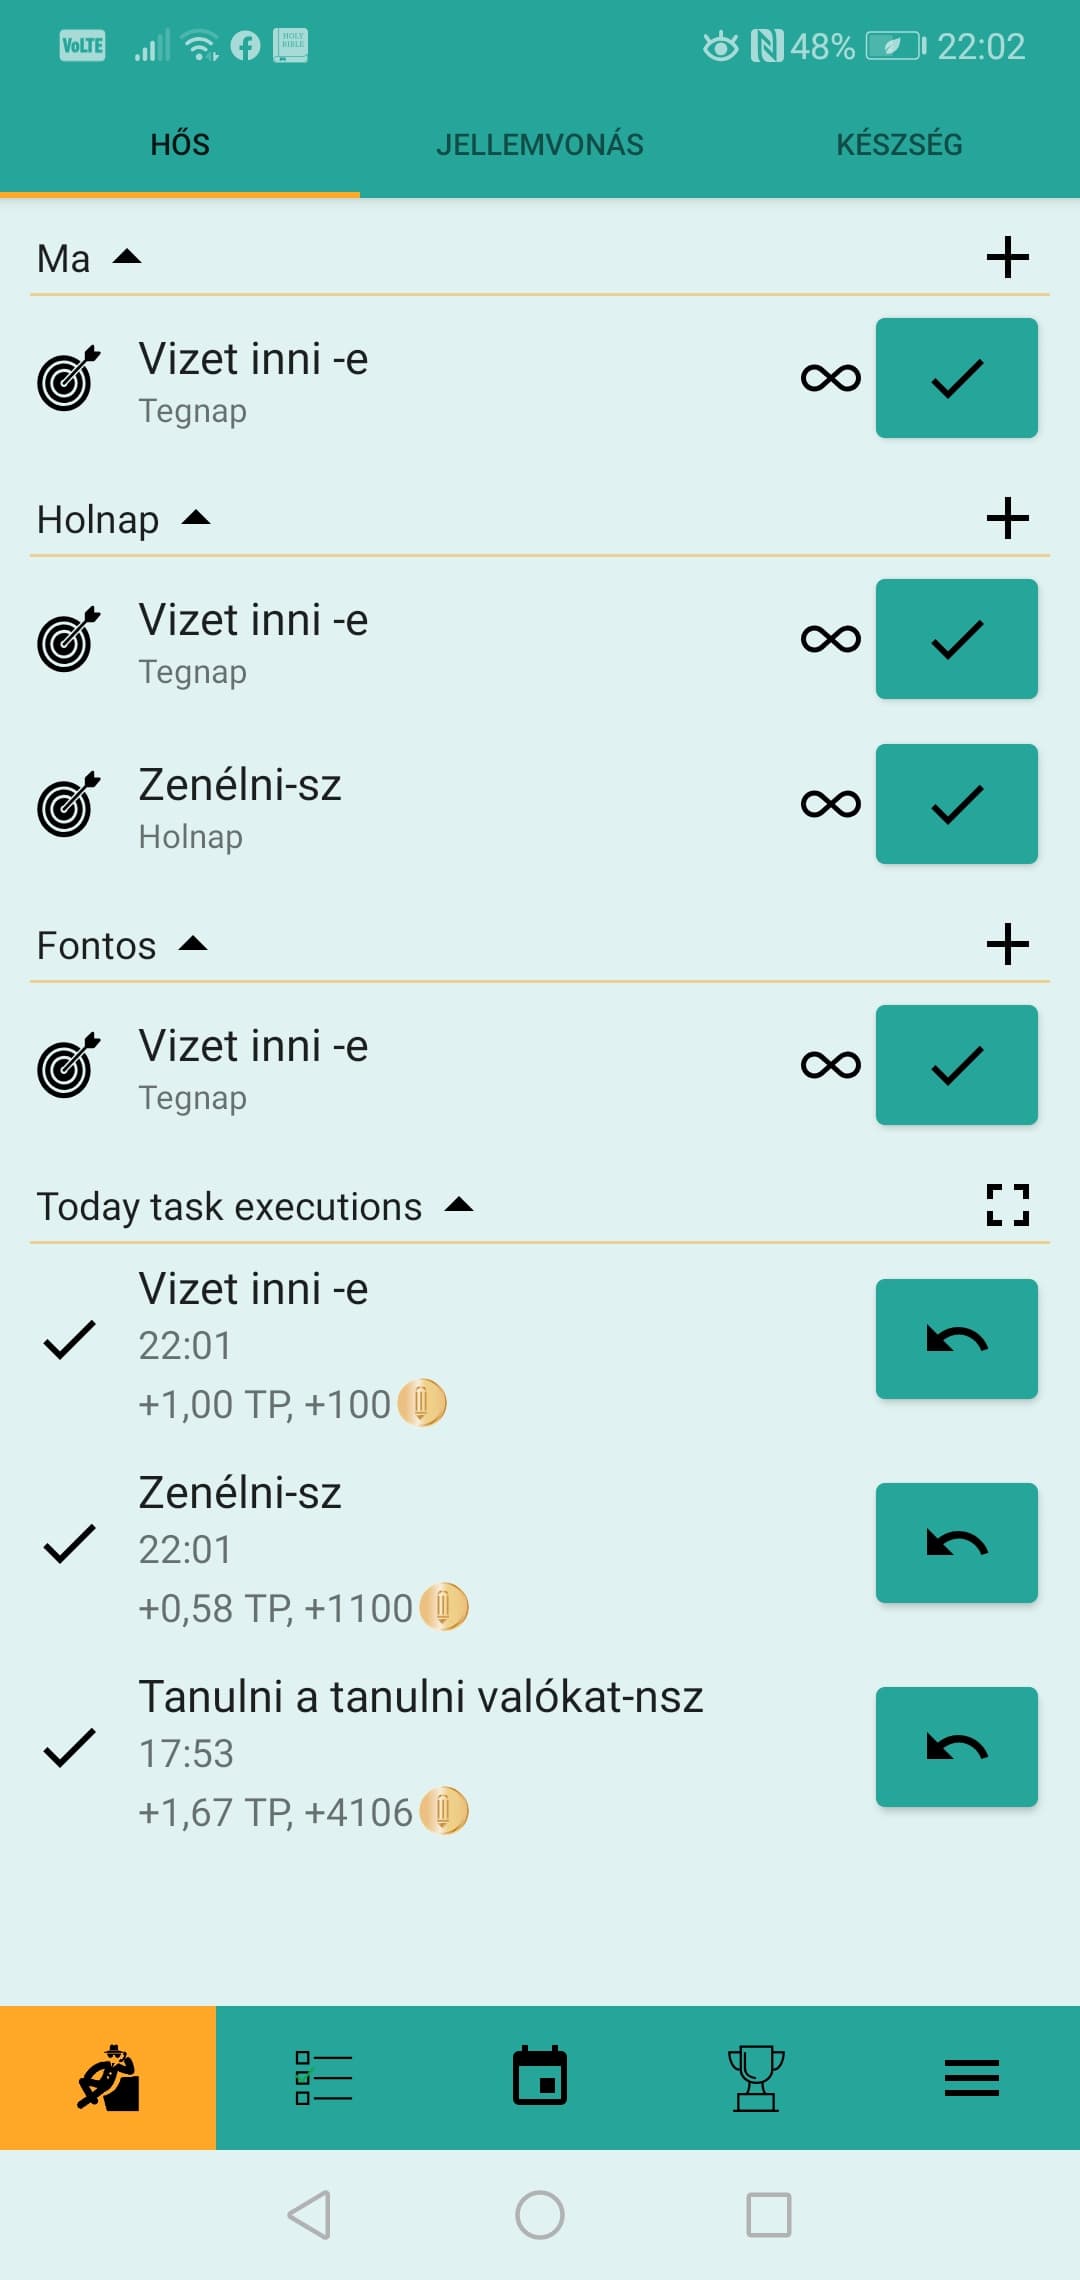 VoLTE HOLY BIBLE 48% 22:02
HŐS JELLEMVONÁS KÉSZSÉG
Ma
Vizet inni -e
Tegnap
Holnap
Vizet inni -e
Tegnap
Zenélni-sz
Holnap
Fontos
Vizet inni -e
Tegnap
Today task executions
Vizet inni -e
22:01
+1,00 TP, +100
Zenélni-sz
22:01
+0,58 TP, +1100
Tanulni a tanulni valókat-nsz
17:53
+1,67 TP, +4106